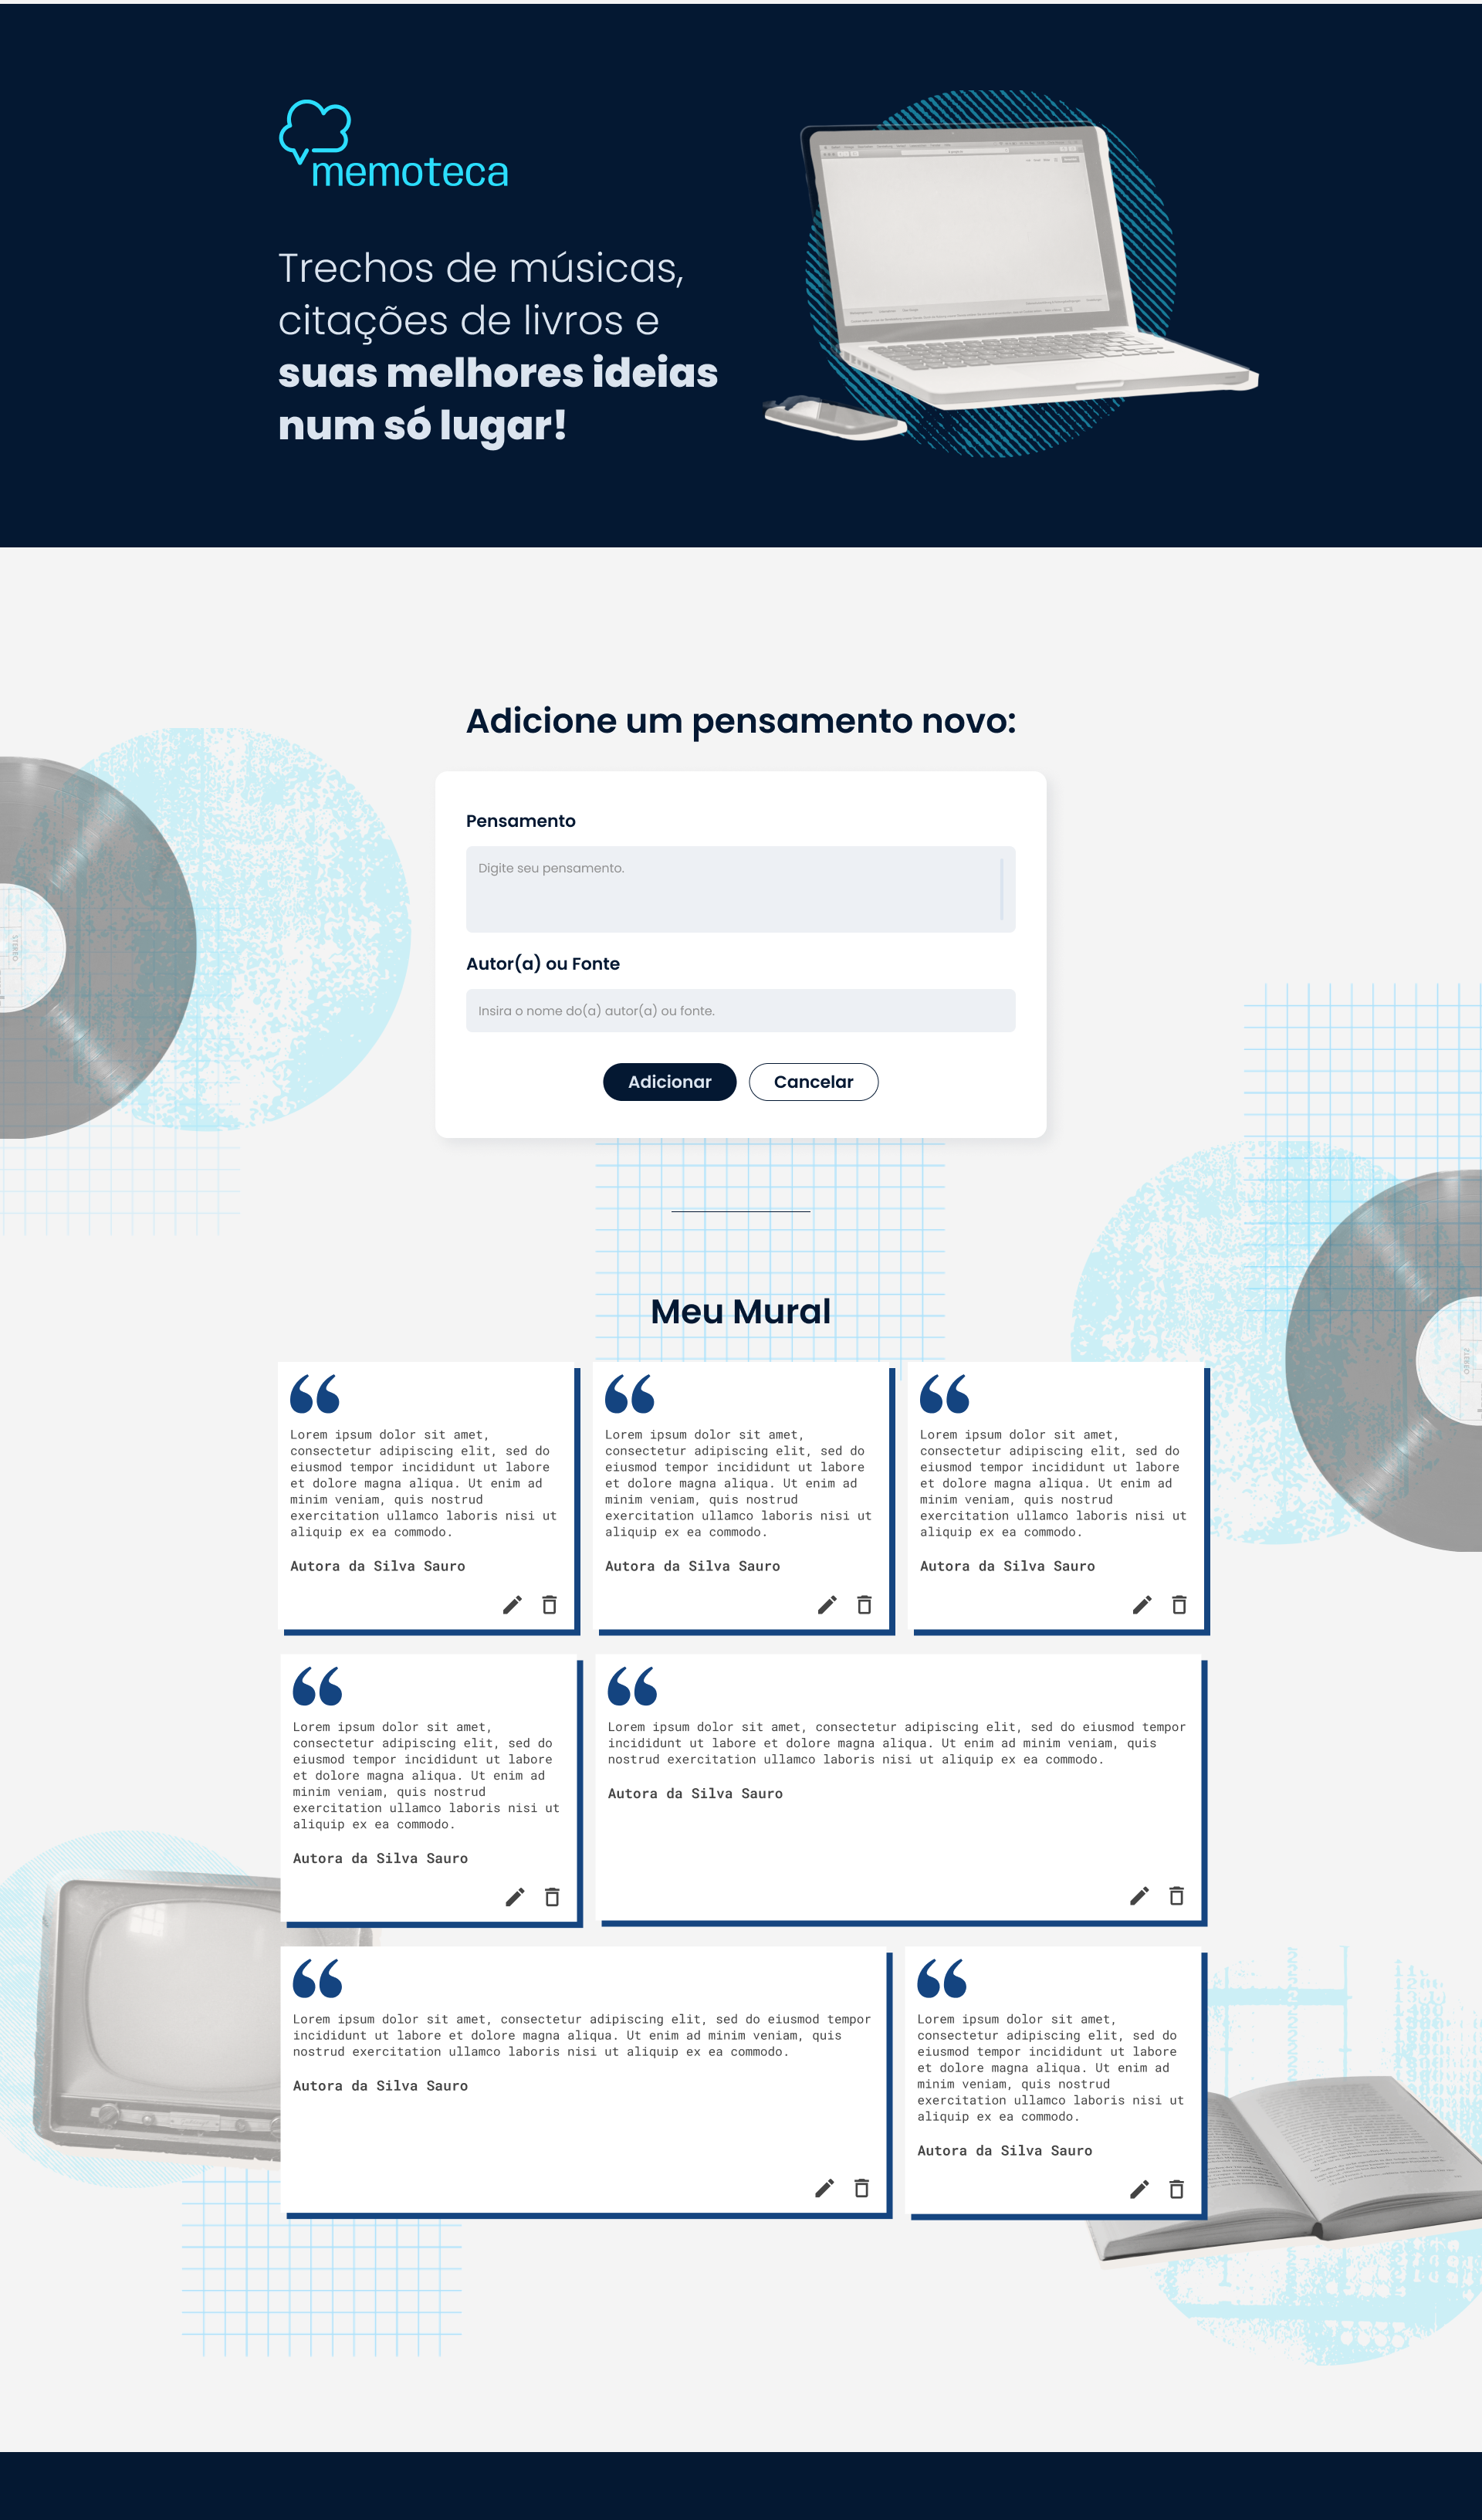 memoteca
Trechos de músicas,
citações de livros e
suas melhores ideias
num só lugar!
Adicione um pensamento novo:
Pensamento
Digite seu pensamento.
Autor(a) ou Fonte
Insira o nome do(a) autor(a) ou fonte.
Adicionar
Cancelar
STEREO
Meu Mural
STEREO
Lorem ipsum dolor sit amet,
consectetur adipiscing elit, sed do
eiusmod tempor incididunt ut labore
et dolore magna aliqua. Ut enim ad
minim veniam, quis nostrud
exercitation ullamco laboris nisi ut
aliquip ex ea commodo.
Autora da Silva Sauro
Lorem ipsum dolor sit amet,
consectetur adipiscing elit, sed do
eiusmod tempor incididunt ut labore
et dolore magna aliqua. Ut enim ad
minim veniam, quis nostrud
exercitation ullamco laboris nisi ut
aliquip ex ea commodo.
Autora da Silva Sauro
Lorem ipsum dolor sit amet,
consectetur adipiscing elit, sed do
eiusmod tempor incididunt ut labore
et dolore magna aliqua. Ut enim ad
minim veniam, quis nostrud
exercitation ullamco laboris nisi ut
aliquip ex ea commodo.
Autora da Silva Sauro
Lorem ipsum dolor sit amet,
consectetur adipiscing elit, sed do
eiusmod tempor incididunt ut labore
et dolore magna aliqua. Ut enim ad
minim veniam, quis nostrud
exercitation ullamco laboris nisi ut
aliquip ex ea commodo.
Autora da Silva Sauro
Lorem ipsum dolor sit amet, consectetur adipiscing elit, sed do eiusmod tempor
incididunt ut labore et dolore magna aliqua. Ut enim ad minim veniam, quis
nostrud exercitation ullamco laboris nisi ut aliquip ex ea commodo.
Autora da Silva Sauro
Lorem ipsum dolor sit amet, consectetur adipiscing elit, sed do eiusmod tempor
incididunt ut labore et dolore magna aliqua. Ut enim ad minim veniam, quis
nostrud exercitation ullamco laboris nisi ut aliquip ex ea commodo.
Autora da Silva Sauro
Lorem ipsum dolor sit amet,
consectetur adipiscing elit, sed do
eiusmod tempor incididunt ut labore
et dolore magna aliqua. Ut enim ad
minim veniam, quis nostrud
exercitation ullamco laboris nisi ut
aliquip ex ea commodo.
Autora da Silva Sauro